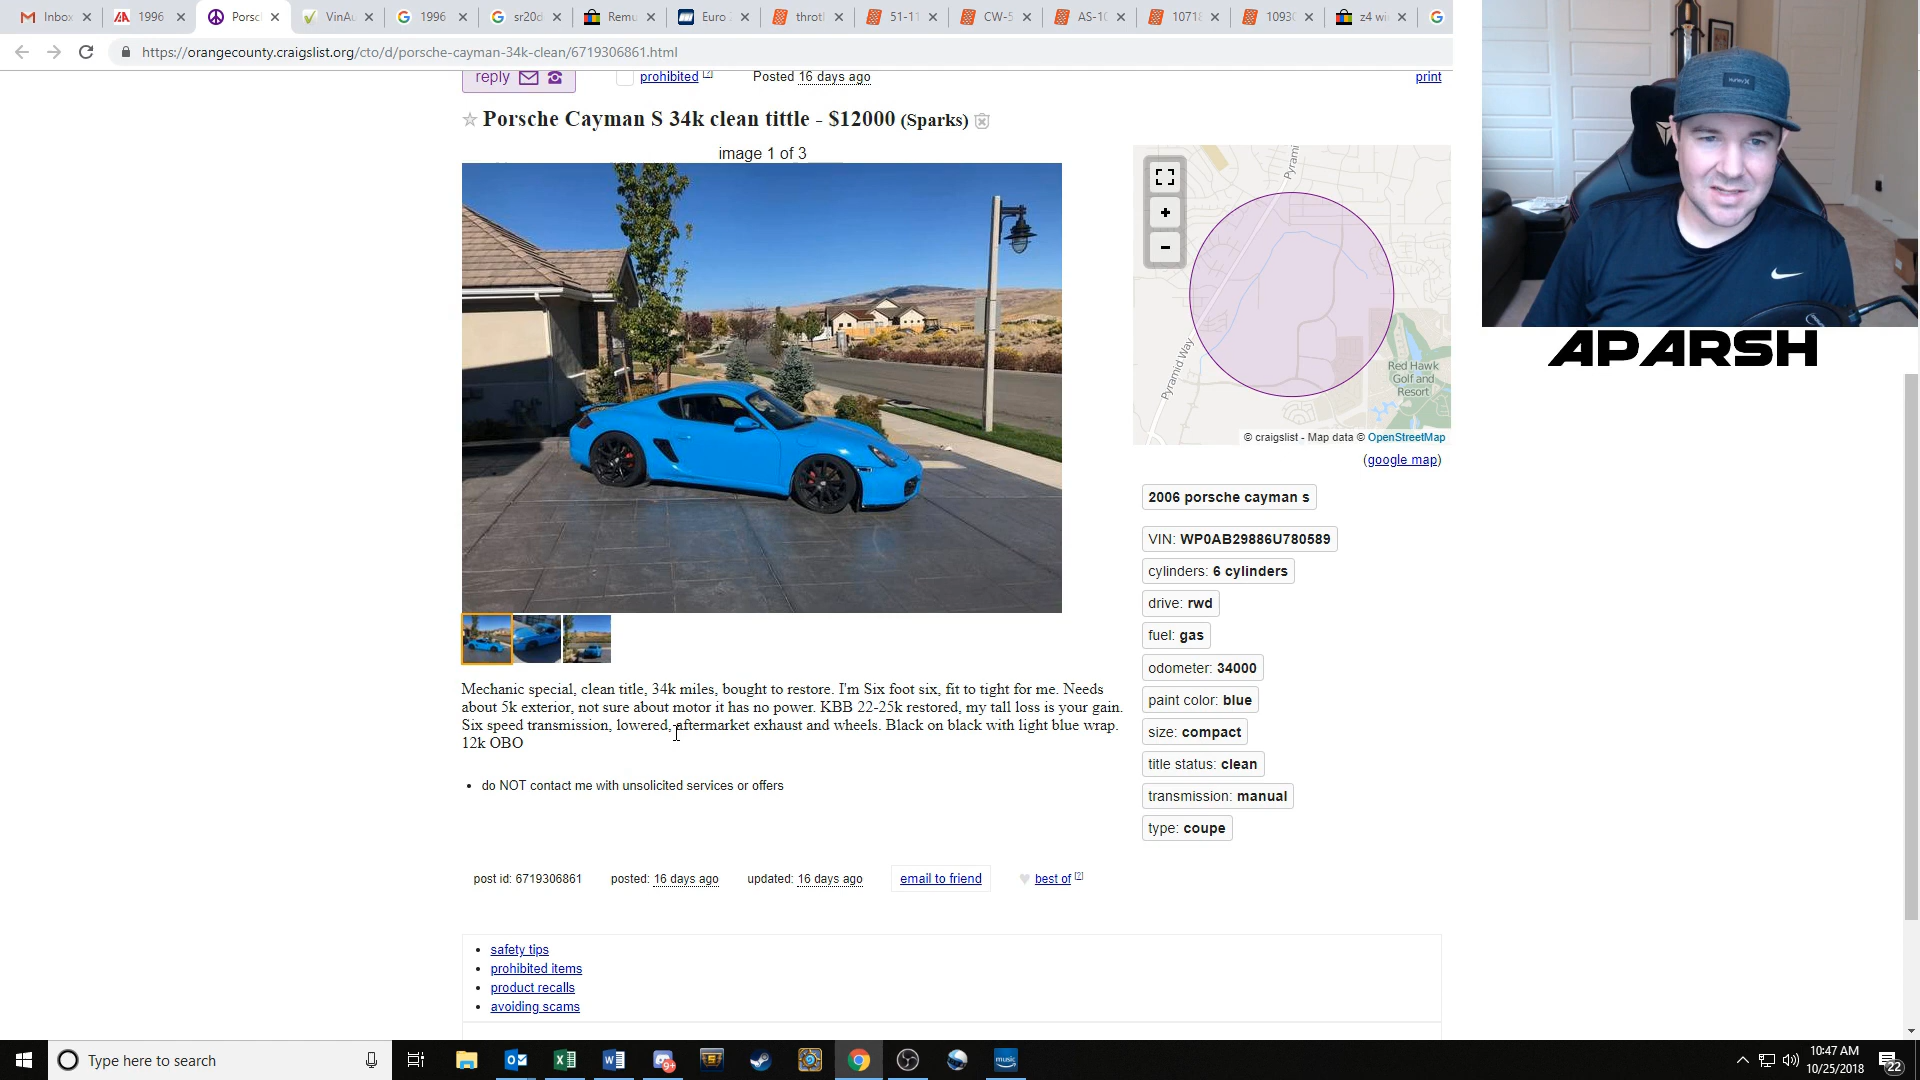 Inbox
1996
Porsc
VinAu
1996
sr20d
Remu
Euro
thrott
51-11
CW-5
AS-10
10718
1093
z4 wi
https://orangecounty.craigslist.org/cto/d/porsche-cayman-34k-clean/6719306861.html
reply
prohibited [?]
Posted 16 days ago
print
☆ Porsche Cayman S 34k clean tittle - $12000 (Sparks)
image 1 of 3
+
−
Pyrami
Pyramid Way
Red Hawk
Golf and
Resort
© craigslist - Map data © OpenStreetMap
(google map)
2006 porsche cayman s
VIN: WP0AB29886U780589
cylinders: 6 cylinders
drive: rwd
fuel: gas
odometer: 34000
paint color: blue
size: compact
title status: clean
transmission: manual
type: coupe
Mechanic special, clean title, 34k miles, bought to restore. I'm Six foot six, fit to tight for me. Needs
about 5k exterior, not sure about motor it has no power. KBB 22-25k restored, my tall loss is your gain.
Six speed transmission, lowered, aftermarket exhaust and wheels. Black on black with light blue wrap.
12k OBO
• do NOT contact me with unsolicited services or offers
post id: 6719306861
posted: 16 days ago
updated: 16 days ago
email to friend
♥ best of [?]
• safety tips
• prohibited items
• product recalls
• avoiding scams
APARSH
Type here to search
music
10:47 AM
10/25/2018
22